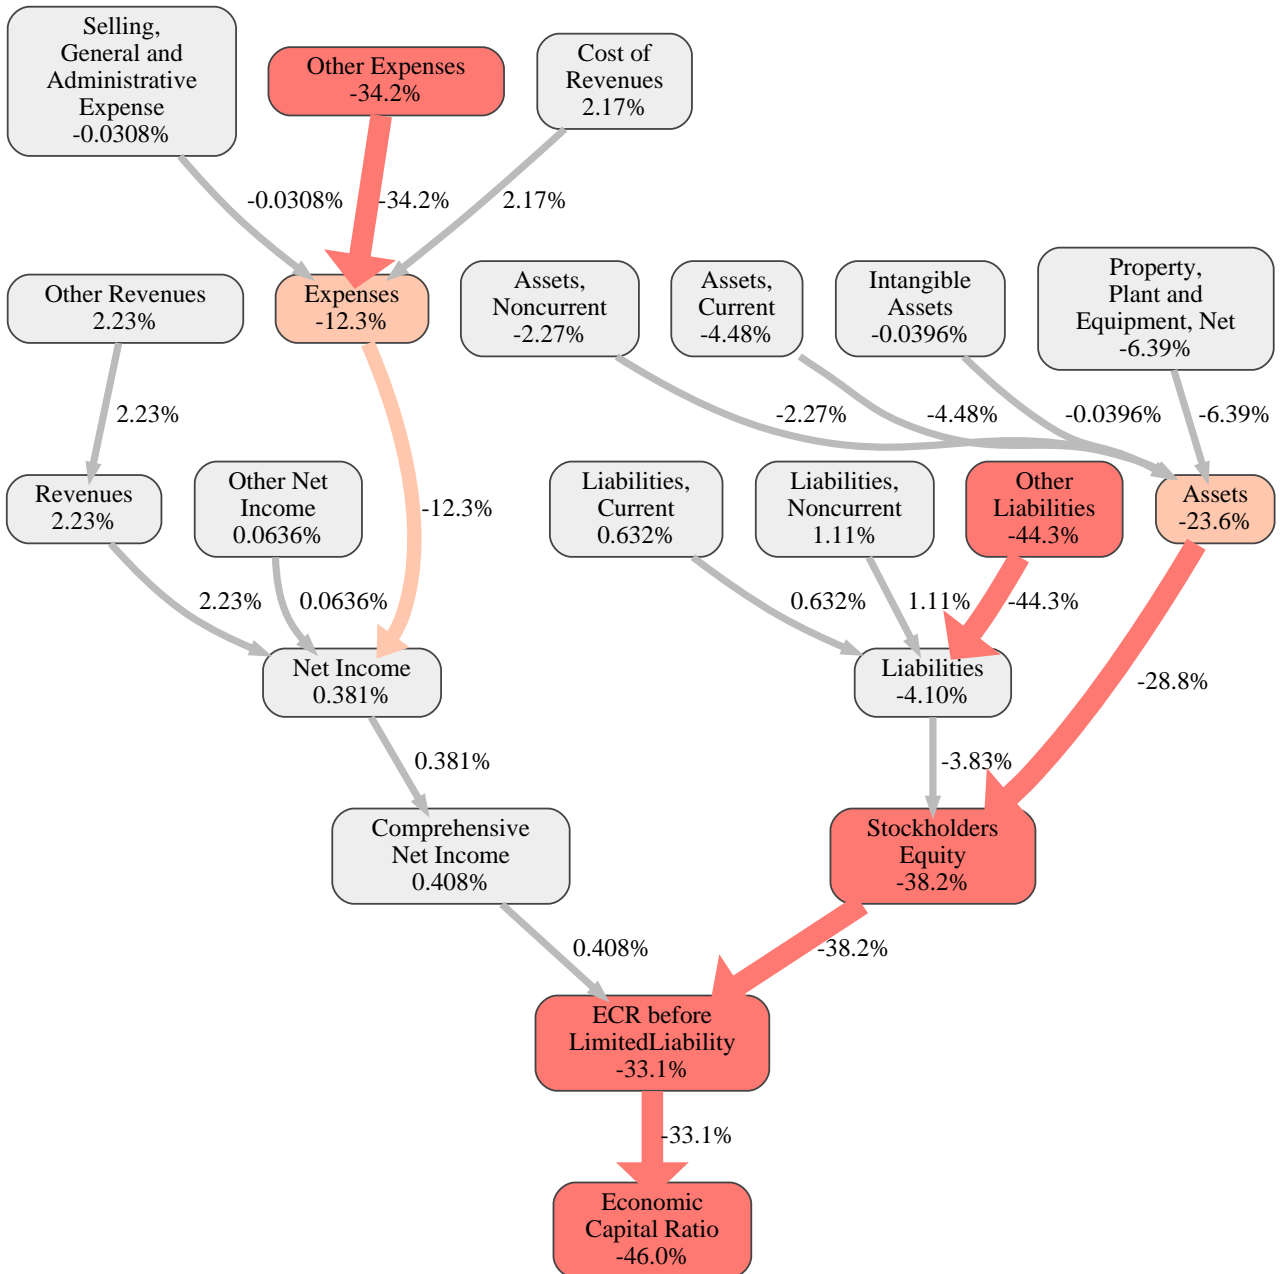 Selling,
General and
Administrative
Expense
-0.0308%
Other Expenses
-34.2%
Cost of
Revenues
2.17%
-0.0308%
-34.2%
2.17%
Other Revenues
2.23%
Expenses
-12.3%
Assets,
Noncurrent
-2.27%
Assets,
Current
-4.48%
Intangible
Assets
-0.0396%
Property,
Plant and
Equipment, Net
-6.39%
2.23%
-2.27%
-4.48%
-0.0396%
-6.39%
Revenues
2.23%
Other Net
Income
0.0636%
-12.3%
Liabilities,
Current
0.632%
Liabilities,
Noncurrent
1.11%
Other
Liabilities
-44.3%
Assets
-23.6%
2.23%
0.0636%
0.632%
1.11%
-44.3%
Net Income
0.381%
Liabilities
-4.10%
-28.8%
0.381%
-3.83%
Comprehensive
Net Income
0.408%
Stockholders
Equity
-38.2%
0.408%
-38.2%
ECR before
LimitedLiability
-33.1%
-33.1%
Economic
Capital Ratio
-46.0%